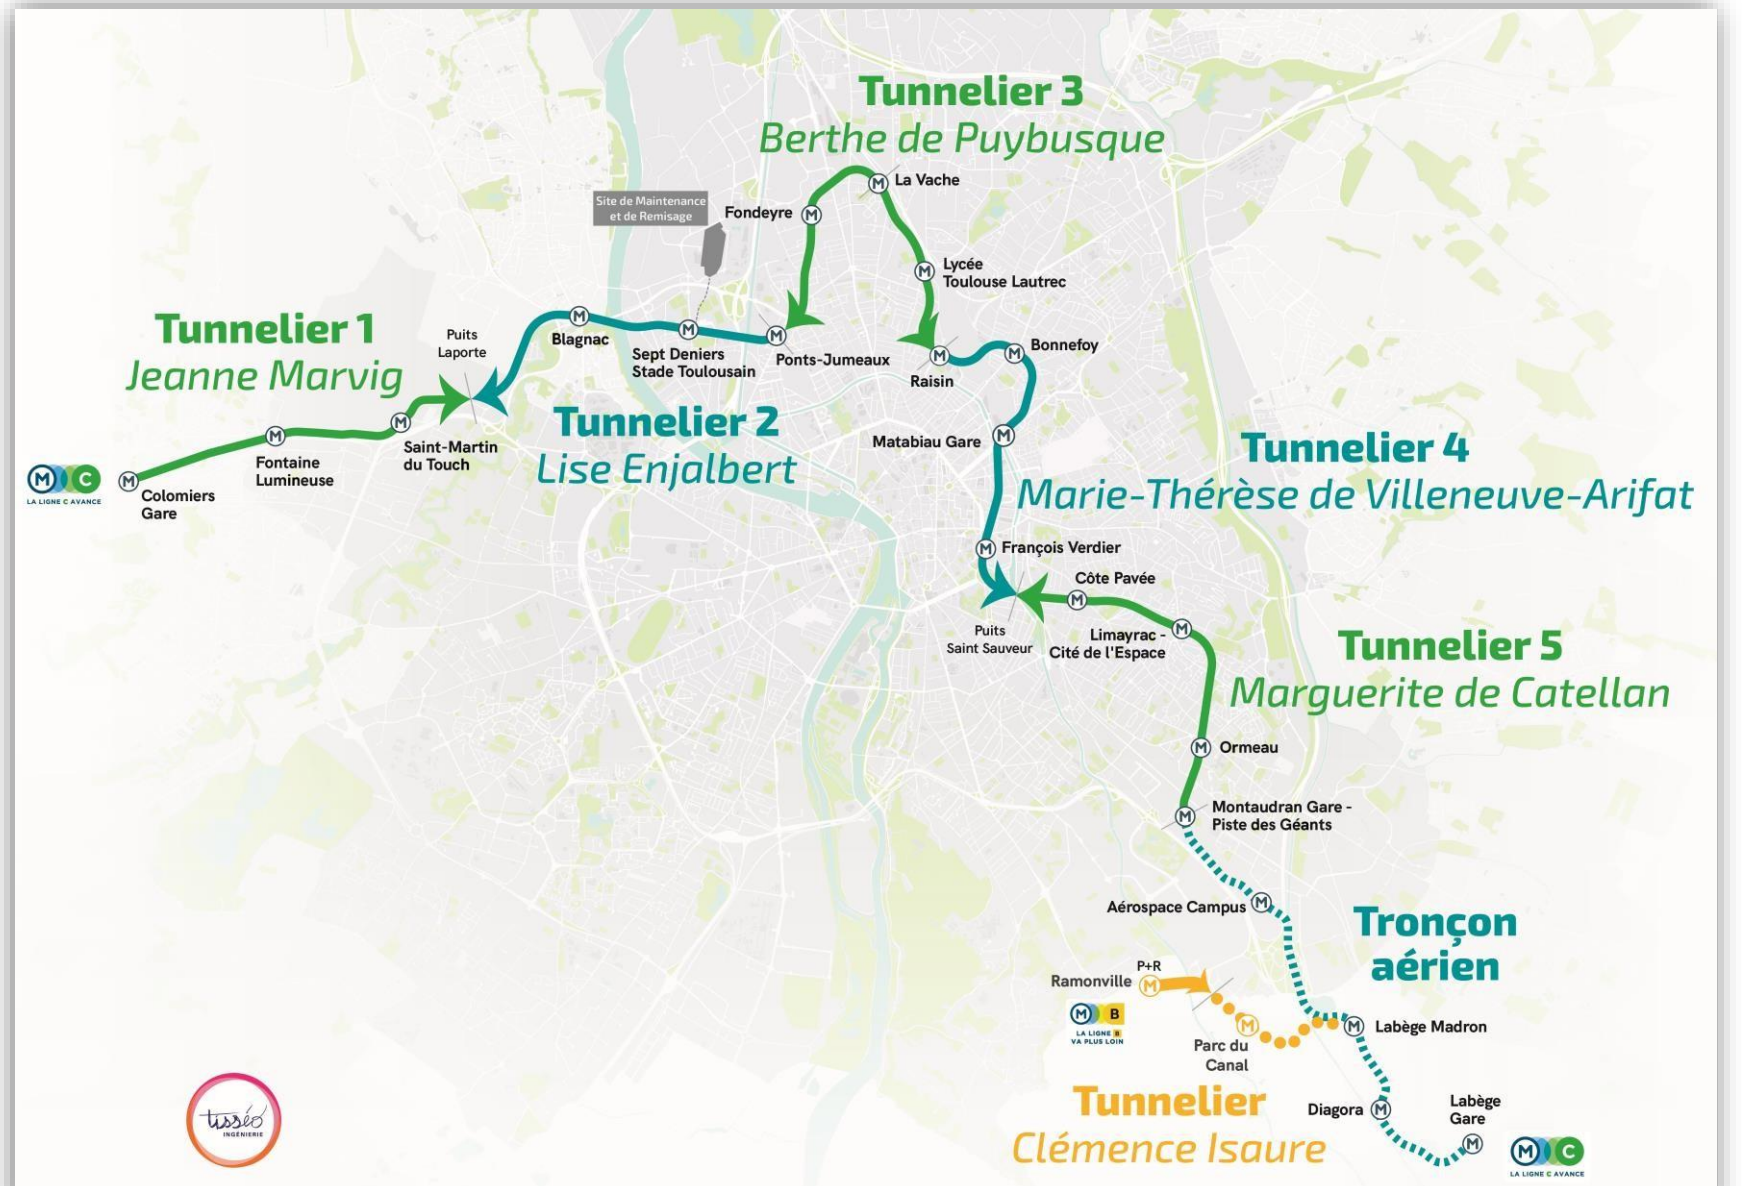 Tunnelier 3
Berthe de Puybusque
La Vache
Site de Maintenance
et de Remisage
Fondeyre
Lycée
Toulouse Lautrec
Tunnelier 1
Jeanne Marvig
Puits
Laporte
Blagnac
Sept Deniers
Stade Toulousain
Ponts-Jumeaux
Raisin
Bonnefoy
Tunnelier 2
Lise Enjalbert
Matabiau Gare
Tunnelier 4
Marie-Thérèse de Villeneuve-Arifat
Saint-Martin
du Touch
Fontaine
Lumineuse
M C
LA LIGNE C AVANCE
Colomiers
Gare
François Verdier
Côte Pavée
Puits
Saint Sauveur
Limayrac -
Cité de l'Espace
Tunnelier 5
Marguerite de Catellan
Ormeau
Montaudran Gare -
Piste des Géants
Aérospace Campus
Tronçon
aérien
P+R
Ramonville
M B
LA LIGNE B
VA PLUS LOIN
Parc du
Canal
Labège Madron
Tunnelier
Clémence Isaure
Diagora
Labège
Gare
M C
LA LIGNE C AVANCE
tisséo
INGÉNIERIE